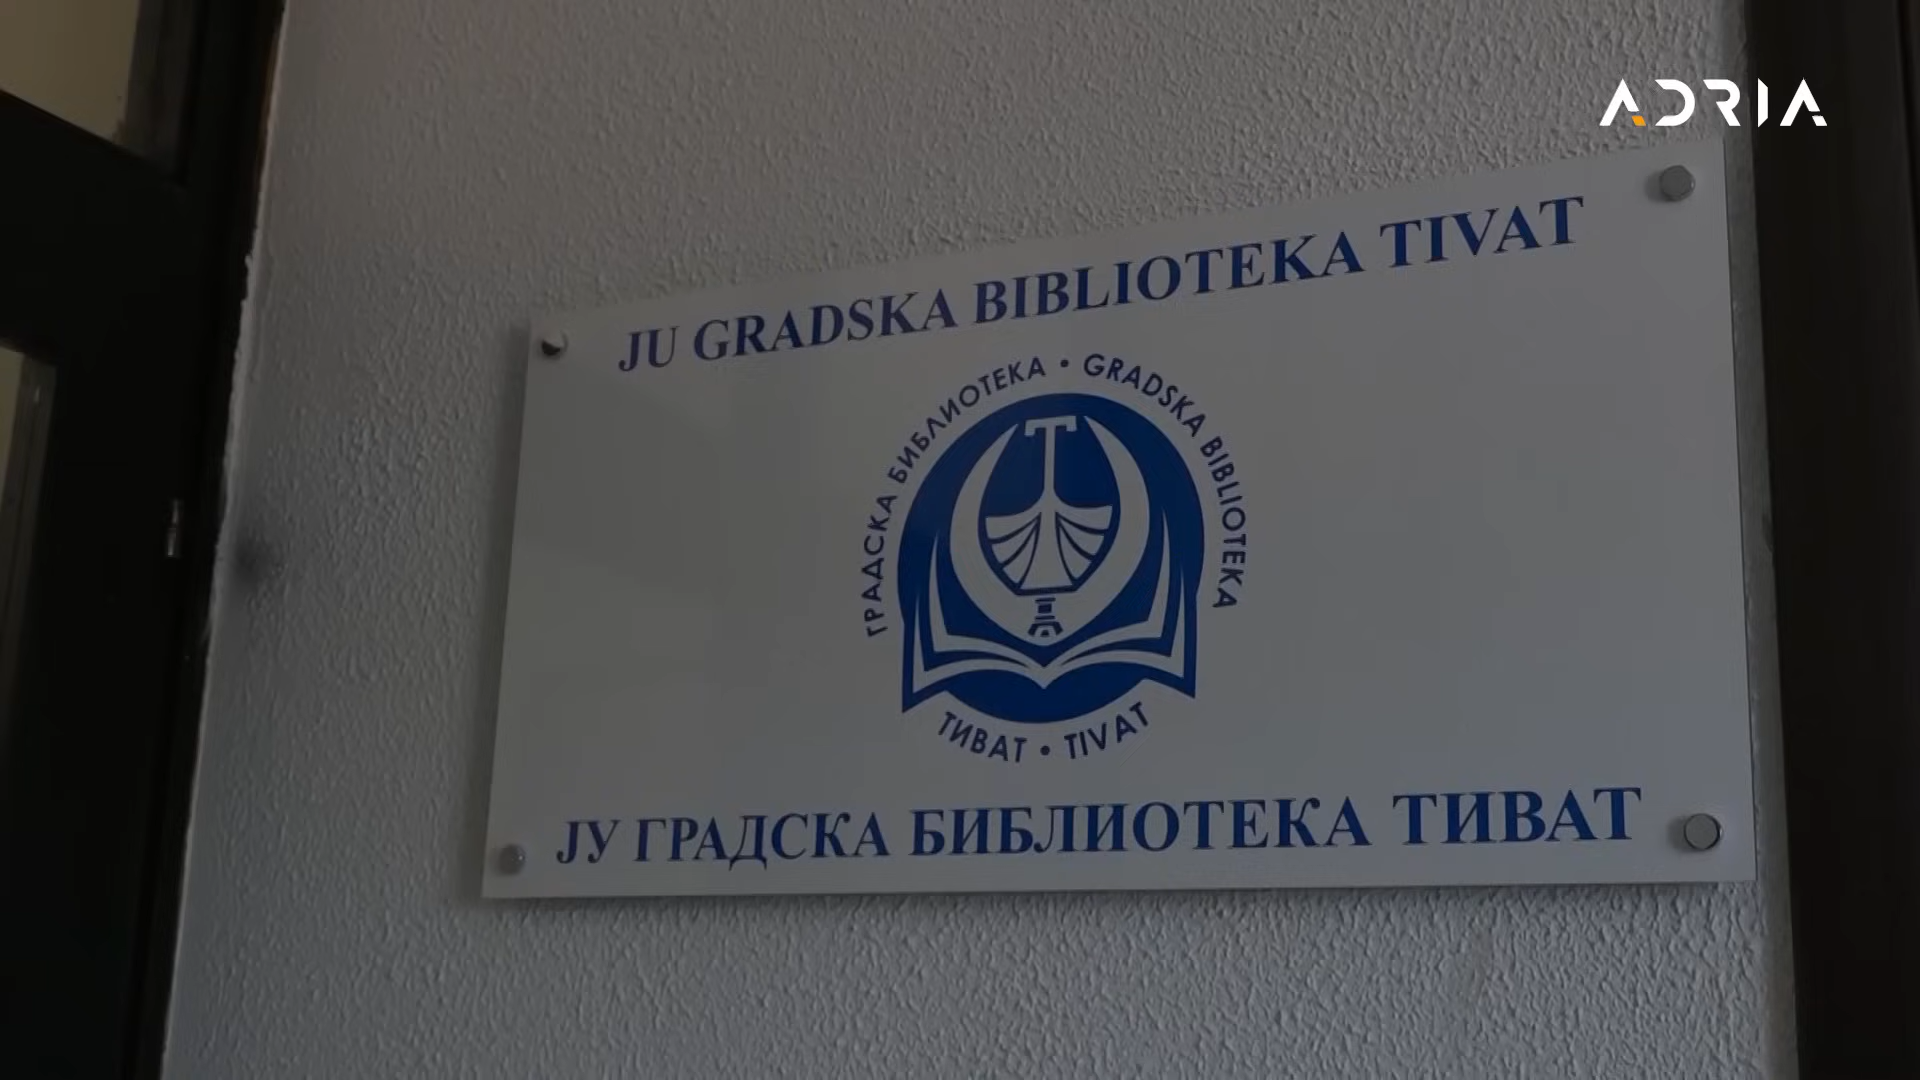 ADRIA
JU GRADSKA BIBLIOTEKA TIVAT
ГРАДСКА БИБЛИОТЕКА • GRADSKA BIBLIOTEKA
ТИВАТ • TIVAT
ЈУ ГРАДСКА БИБЛИОТЕКА ТИВАТ